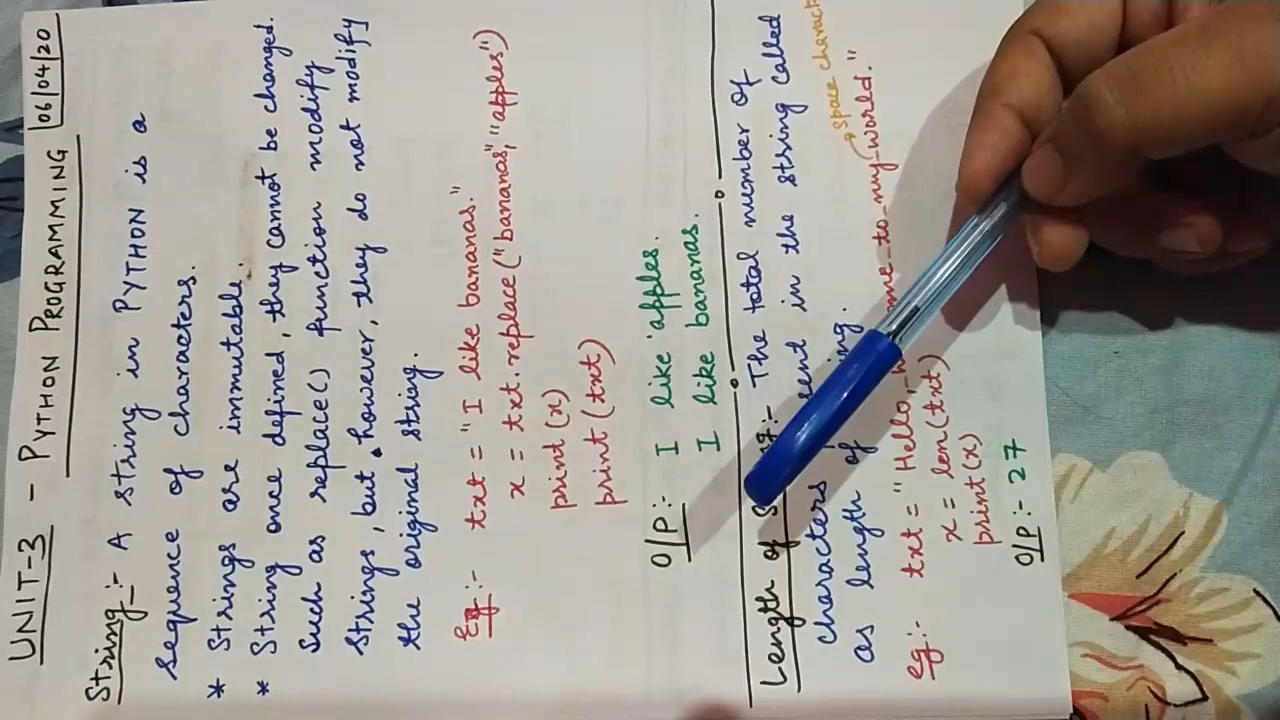 UNIT-3 - PYTHON PROGRAMMING 06/04/20
String:- A string in PYTHON is a
sequence of characters.
* Strings are immutable.
* String once defined, they cannot be changed.
Such as replace() function modify
strings, but however, they do not modify
the original string.
Eg:- txt = "I like bananas."
x = txt.replace("bananas","apples")
print(x)
print(txt)
O/P:- I like apples.
I like bananas.
Length of :- The total number of
characters in the string called
as length of
space
eg:- txt = "Hello, -to-my-world."
x = len(txt)
print(x)
O/P:- 27